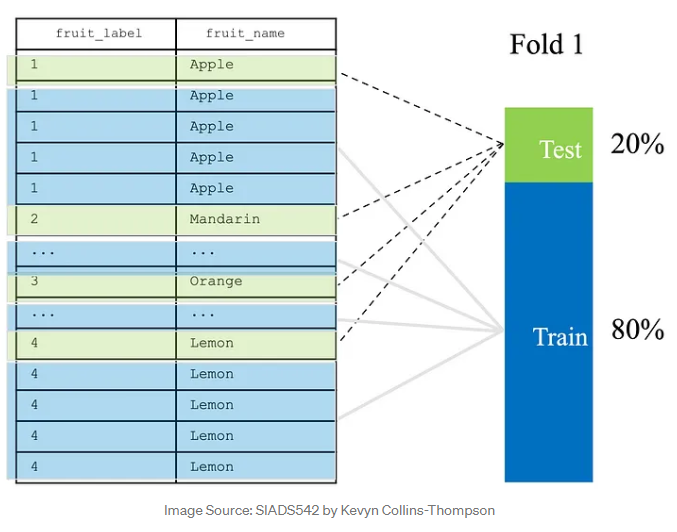 fruit_label fruit_name
1 Apple
1 Apple
1 Apple
1 Apple
1 Apple
2 Mandarin
... ...
3 Orange
... ...
4 Lemon
4 Lemon
4 Lemon
4 Lemon
4 Lemon
Fold 1
Test 20%
Train 80%
Image Source: SIADS542 by Kevyn Collins-Thompson